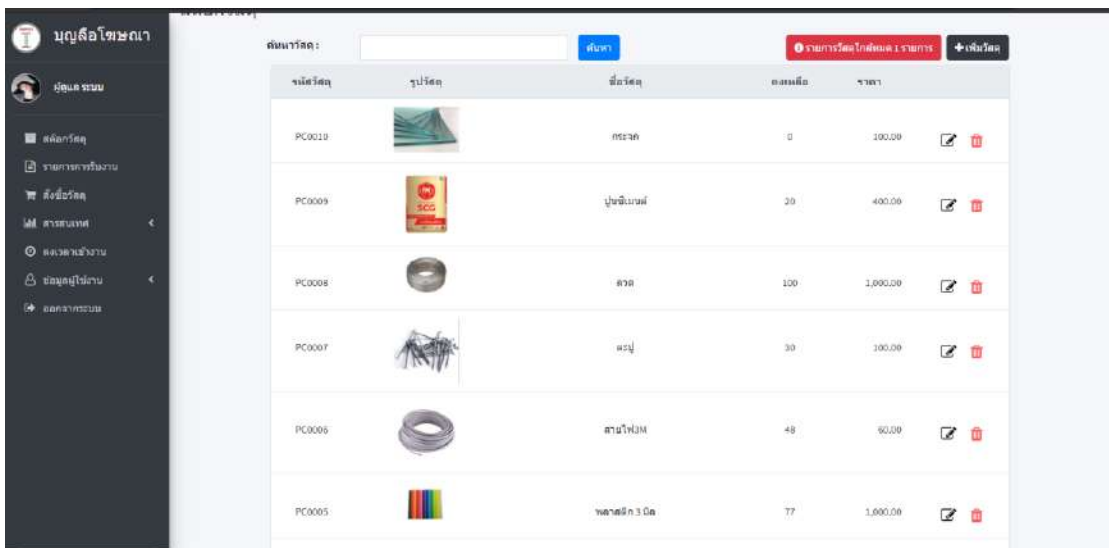 บุญลือโฆษณา
ผู้ดูแลระบบ
สต๊อกวัสดุ
รายการการรับงาน
สั่งซื้อวัสดุ
สารสนเทศ
ลงเวลาเข้างาน
ข้อมูลผู้ใช้งาน
ออกจากระบบ
ค้นหาวัสดุ :
ค้นหา
รายการวัสดุใกล้หมด 1 รายการ
เพิ่มวัสดุ
รหัสวัสดุ รูปวัสดุ ชื่อวัสดุ คงเหลือ ราคา
PC0010 กระจก 0 100.00
PC0009 SCG ปูนซีเมนต์ 20 400.00
PC0008 ลวด 100 1,000.00
PC0007 ตะปู 30 100.00
PC0006 สายไฟ3M 48 60.00
PC0005 พลาสติก 3 มิล 77 1,000.00